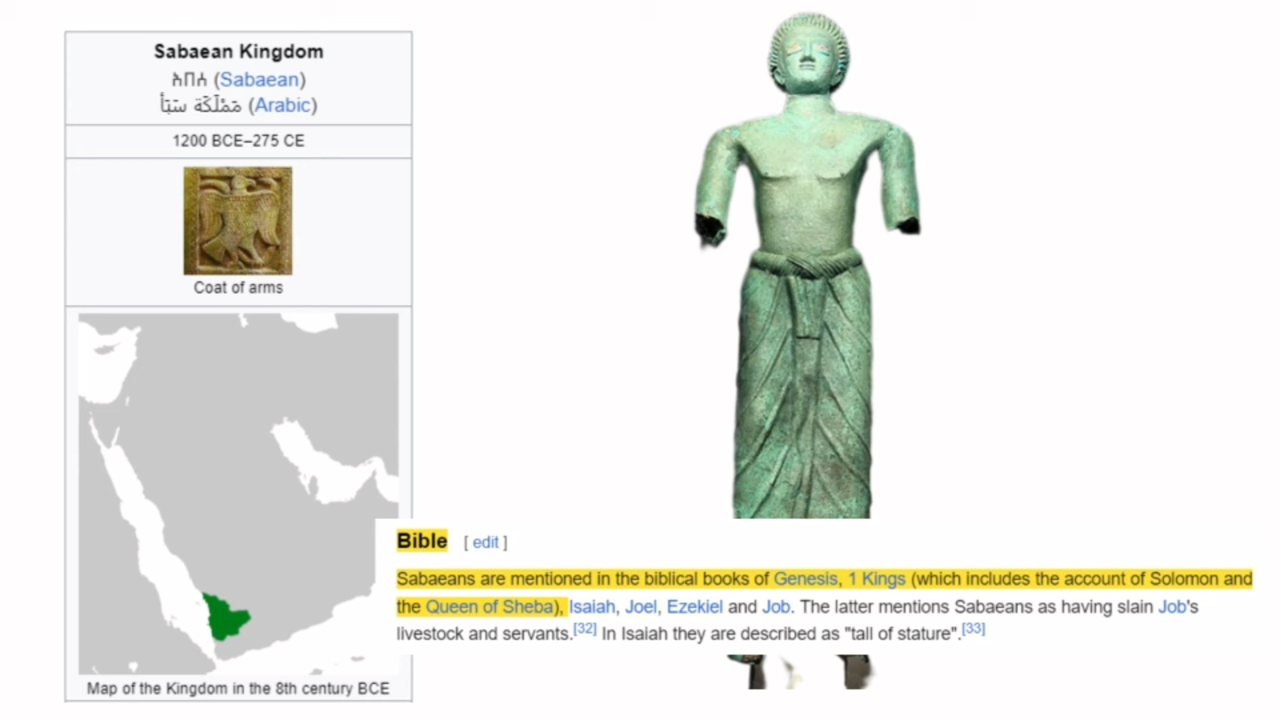 Sabaean Kingdom
𐩪𐩨𐩱 (Sabaean)
مَمْلَكَة سَبَأ (Arabic)
1200 BCE–275 CE
Coat of arms
Map of the Kingdom in the 8th century BCE
Bible [ edit ]
Sabaeans are mentioned in the biblical books of Genesis, 1 Kings (which includes the account of Solomon and
the Queen of Sheba), Isaiah, Joel, Ezekiel and Job. The latter mentions Sabaeans as having slain Job's
livestock and servants.[32] In Isaiah they are described as "tall of stature".[33]